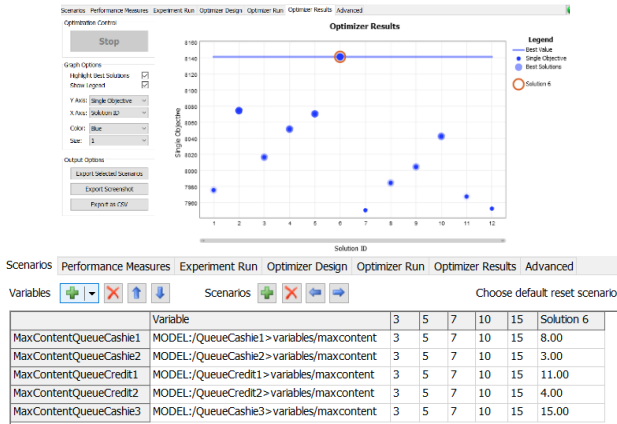 Scenarios Performance Measures Experiment Run Optimizer Design Optimizer Run Optimizer Results Advanced
Optimization Control
Stop
Graph Options
Highlight Best Solutions
Show Legend
Y Axis: Single Objective
X Axis: Solution ID
Color: Blue
Size: 1
Output Options
Export Selected Scenarios
Export Screenshot
Export as CSV
Optimizer Results
Single Objective
8160
8140
8120
8100
8080
8060
8040
8020
8000
7980
7960
1 2 3 4 5 6 7 8 9 10 11 12
Solution ID
Legend
Best Value
Single Objective
Best Solutions
Solution 6
Scenarios Performance Measures Experiment Run Optimizer Design Optimizer Run Optimizer Results Advanced
Variables Scenarios Choose default reset scenario
Variable 3 5 7 10 15 Solution 6
MaxContentQueueCashie1 MODEL:/QueueCashie1>variables/maxcontent 3 5 7 10 15 8.00
MaxContentQueueCashie2 MODEL:/QueueCashie2>variables/maxcontent 3 5 7 10 15 3.00
MaxContentQueueCredit1 MODEL:/QueueCredit1>variables/maxcontent 3 5 7 10 15 11.00
MaxContentQueueCredit2 MODEL:/QueueCredit2>variables/maxcontent 3 5 7 10 15 4.00
MaxContentQueueCashie3 MODEL:/QueueCashie3>variables/maxcontent 3 5 7 10 15 15.00